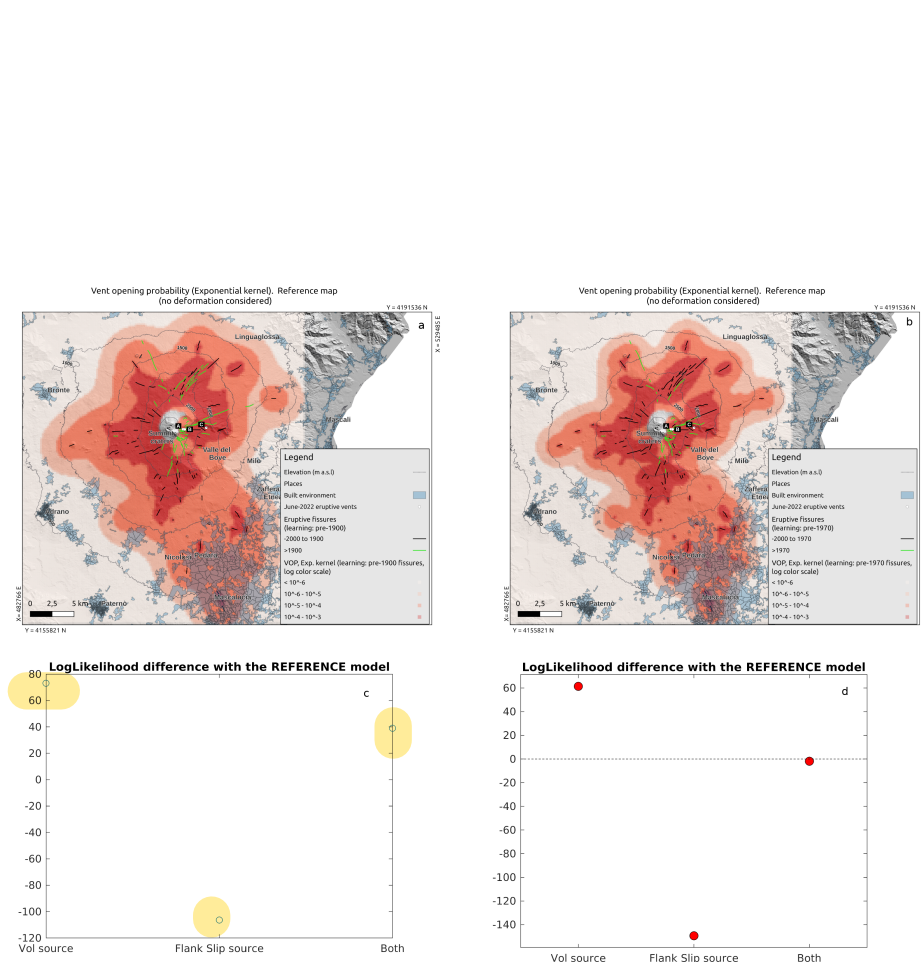 Vent opening probability (Exponential kernel).  Reference map
(no deformation considered)
Y = 4191536 N
a
X = 529485 E
Linguaglossa
1500
Bronte
Mascali
A
B
C
Valle del
Bove
Milo
Nicolosi
Pedara
Paternò
X= 482766 E
0 2,5 5 km
Y = 4155821 N
Legend
Elevation (m a.s.l)
Places
Built environment
June-2022 eruptive vents
Eruptive fissures
(learning: pre-1900)
-2000 to 1900
>1900
VOP, Exp. kernel (learning: pre-1900 fissures,
log color scale)
< 10^-6
10^-6 - 10^-5
10^-5 - 10^-4
10^-4 - 10^-3
Vent opening probability (Exponential kernel).  Reference map
(no deformation considered)
Y = 4191536 N
b
Linguaglossa
1500
Bronte
Mascali
A
B
C
Valle del
Bove
Milo
Nicolosi
Pedara
Paternò
X= 482766 E
0 2,5 5 km
Y = 4155821 N
Legend
Elevation (m a.s.l)
Places
Built environment
June-2022 eruptive vents
Eruptive fissures
(learning: pre-1970)
-2000 to 1970
>1970
VOP, Exp. kernel (learning: pre-1970 fissures,
log color scale)
< 10^-6
10^-6 - 10^-5
10^-5 - 10^-4
10^-4 - 10^-3
LogLikelihood difference with the REFERENCE model
c
80
60
40
20
0
-20
-40
-60
-80
-100
-120
Vol source
Flank Slip source
Both
LogLikelihood difference with the REFERENCE model
d
60
40
20
0
-20
-40
-60
-80
-100
-120
-140
Vol source
Flank Slip source
Both